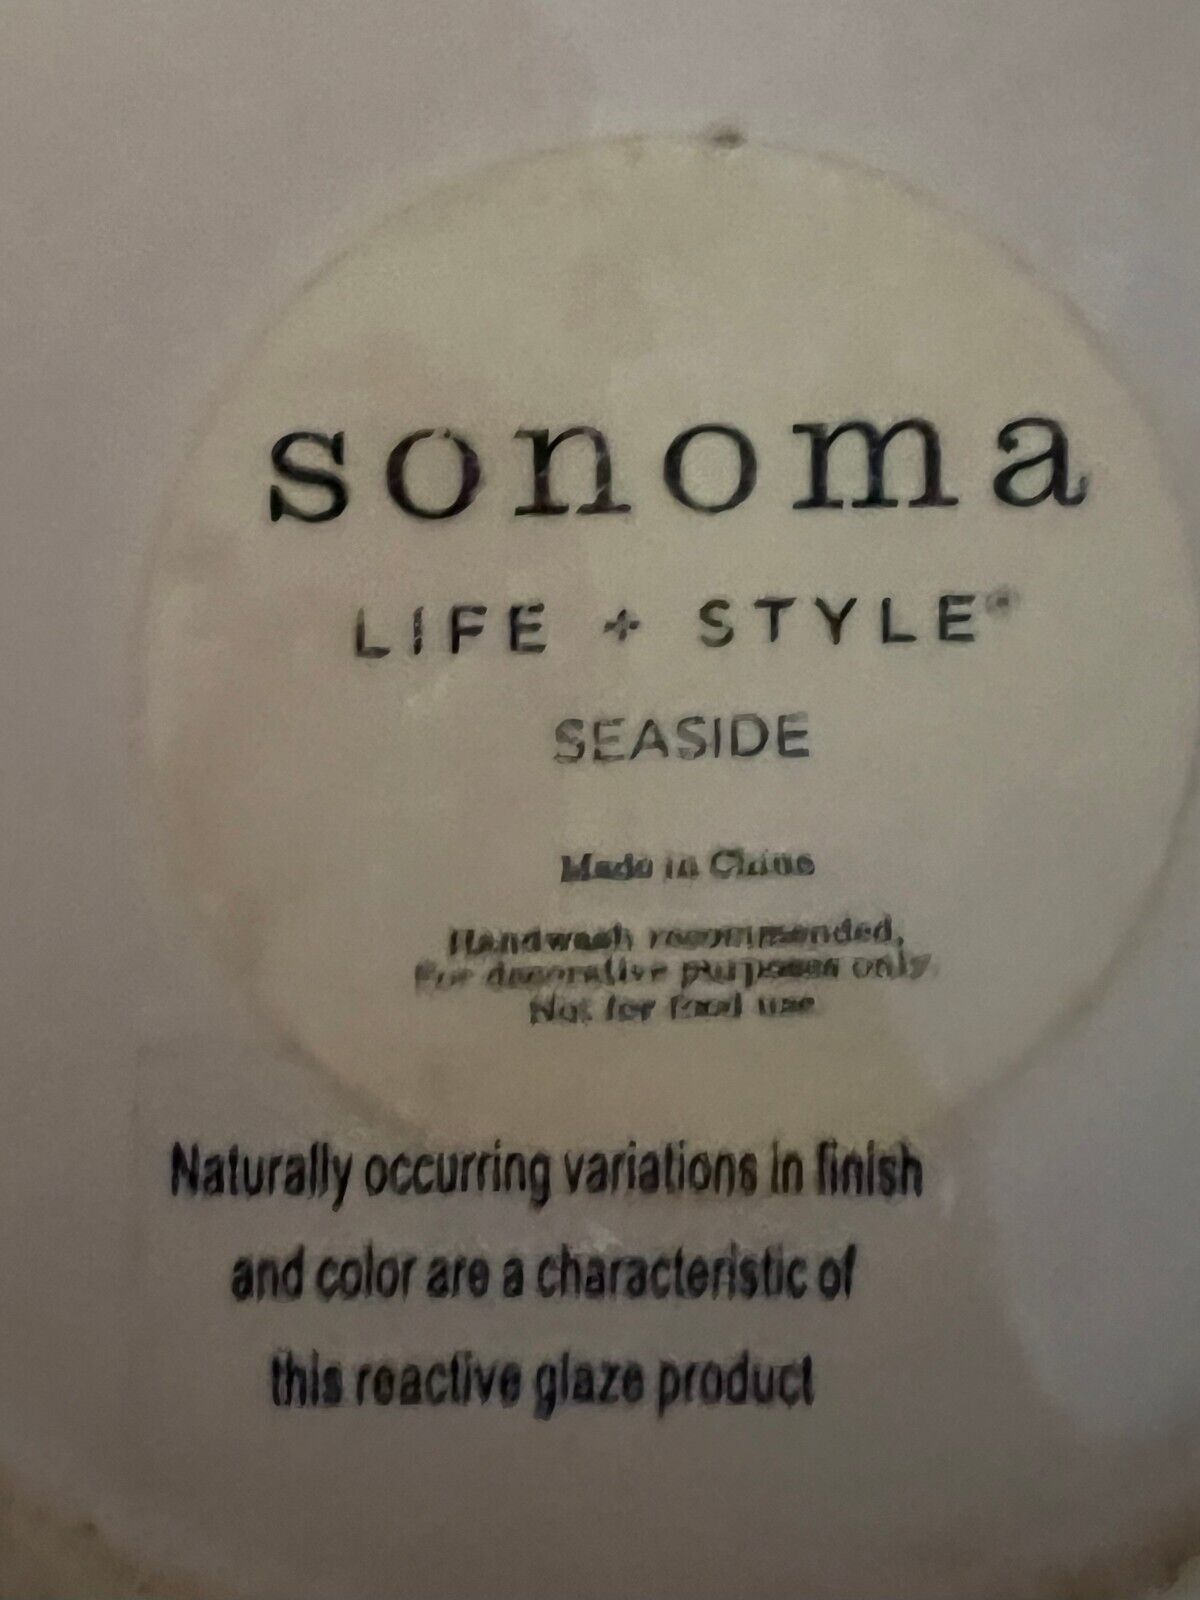 sonoma
LIFE + STYLE®
SEASIDE
Made in China
Handwash recommended.
For decorative purposes only.
Not for food use
Naturally occurring variations in finish
and color are a characteristic of
this reactive glaze product